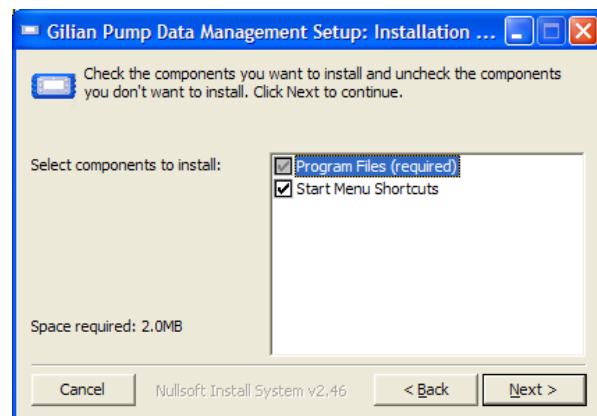 Gilian Pump Data Management Setup: Installation ...
Check the components you want to install and uncheck the components
you don't want to install. Click Next to continue.
Select components to install:
Program Files (required)
Start Menu Shortcuts
Space required: 2.0MB
Cancel
Nullsoft Install System v2.46
< Back
Next >